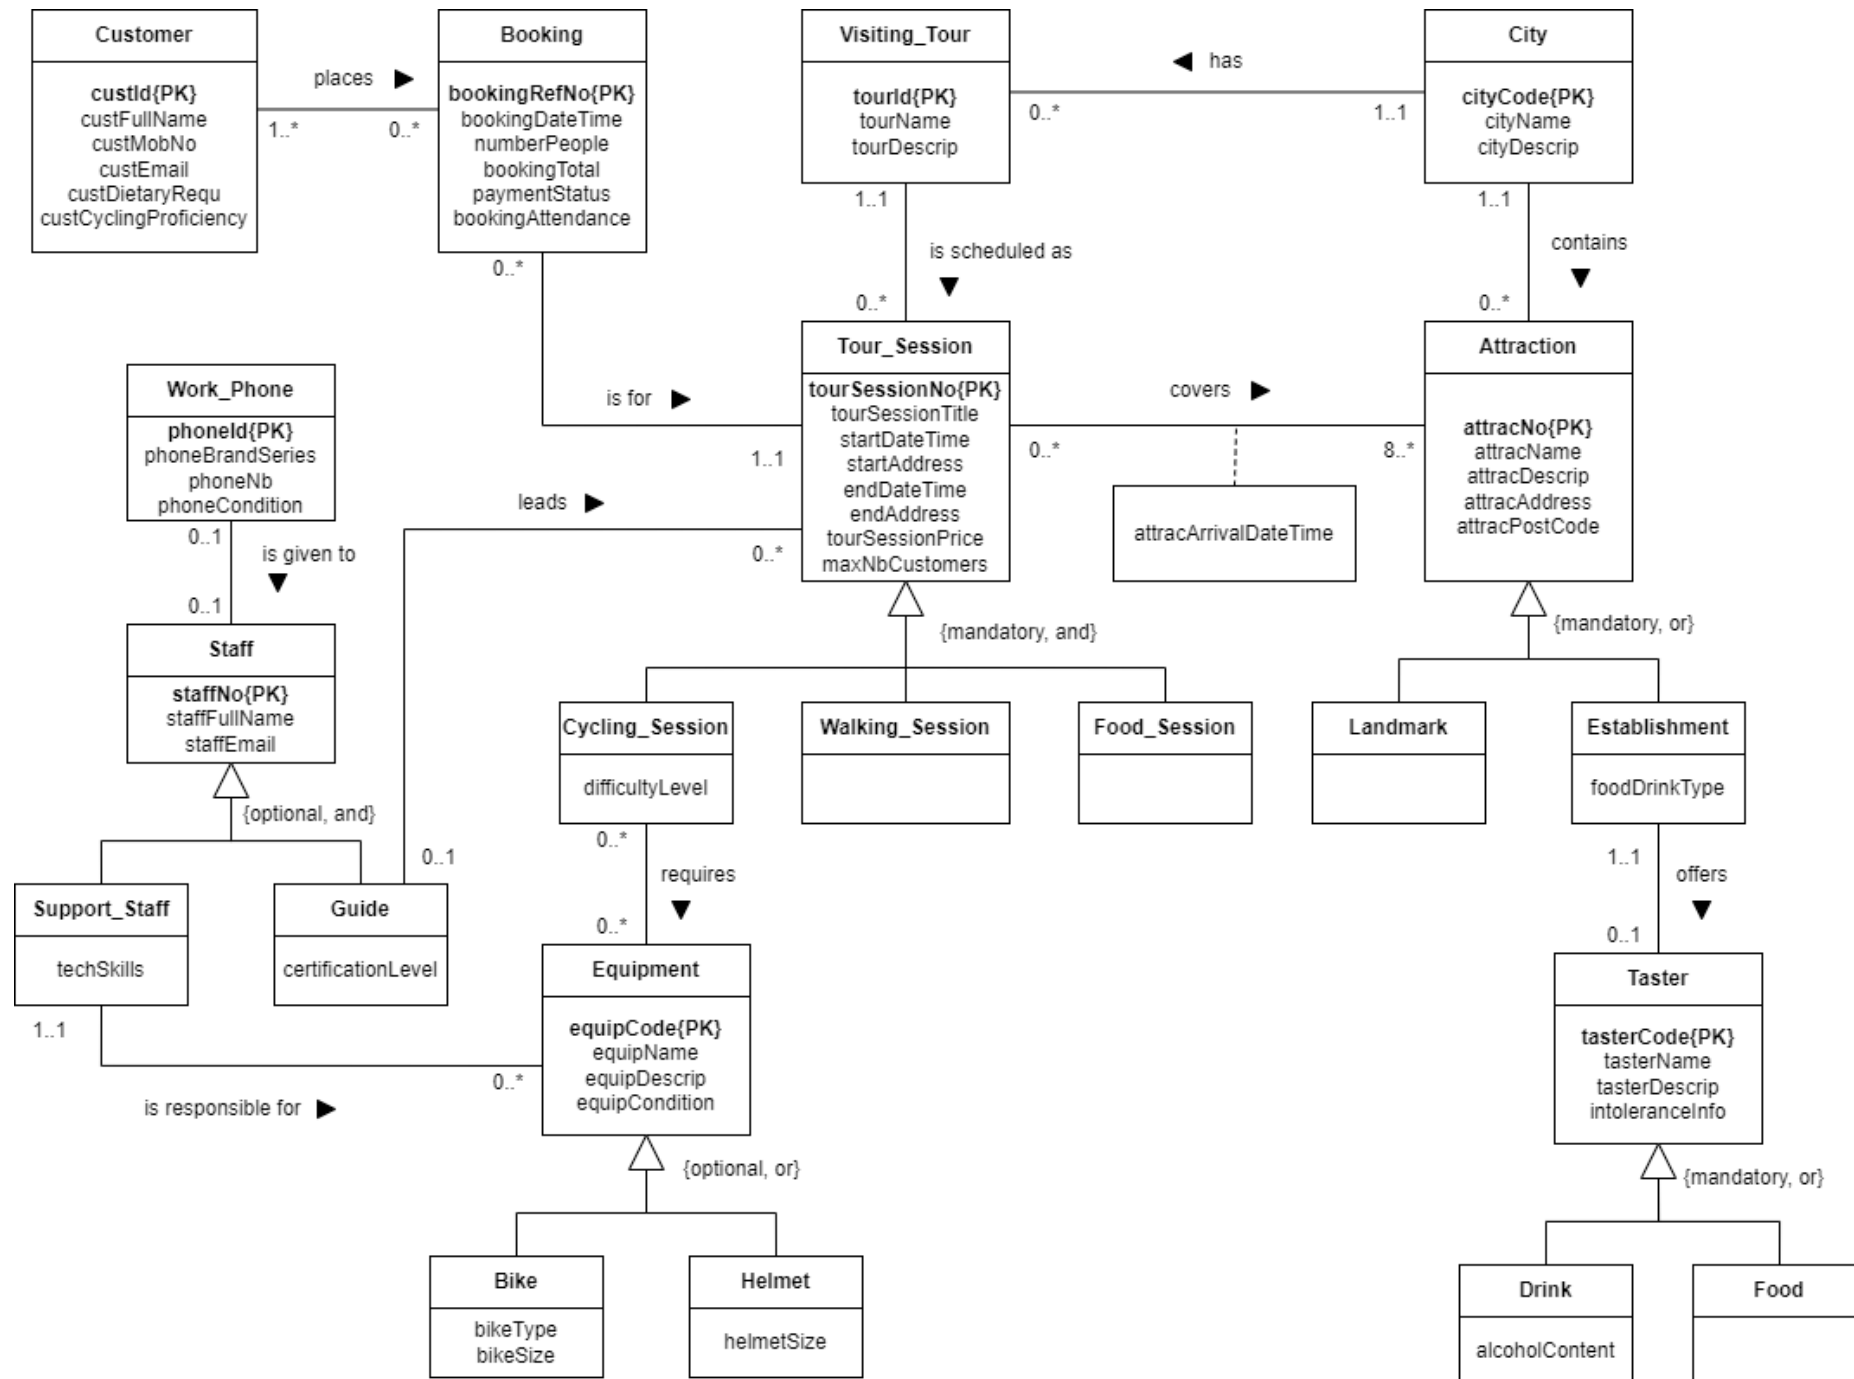 Customer
custId{PK}
custFullName
custMobNo
custEmail
custDietaryRequ
custCyclingProficiency
places
1..*
0..*
Booking
bookingRefNo{PK}
bookingDateTime
numberPeople
bookingTotal
paymentStatus
bookingAttendance
0..*
is for
1..1
Visiting_Tour
tourId{PK}
tourName
tourDescrip
has
0..*
1..1
City
cityCode{PK}
cityName
cityDescrip
1..1
is scheduled as
0..*
1..1
contains
0..*
Tour_Session
tourSessionNo{PK}
tourSessionTitle
startDateTime
startAddress
endDateTime
endAddress
tourSessionPrice
maxNbCustomers
covers
0..*
8..*
attracArrivalDateTime
Attraction
attracNo{PK}
attracName
attracDescrip
attracAddress
attracPostCode
Work_Phone
phoneId{PK}
phoneBrandSeries
phoneNb
phoneCondition
0..1
is given to
0..1
leads
0..*
0..1
Staff
staffNo{PK}
staffFullName
staffEmail
{optional, and}
{mandatory, and}
{mandatory, or}
Cycling_Session
difficultyLevel
Walking_Session
Food_Session
Landmark
Establishment
foodDrinkType
Support_Staff
techSkills
Guide
certificationLevel
0..*
requires
0..*
1..1
offers
0..1
1..1
is responsible for
0..*
Equipment
equipCode{PK}
equipName
equipDescrip
equipCondition
{optional, or}
Taster
tasterCode{PK}
tasterName
tasterDescrip
intoleranceInfo
{mandatory, or}
Bike
bikeType
bikeSize
Helmet
helmetSize
Drink
alcoholContent
Food